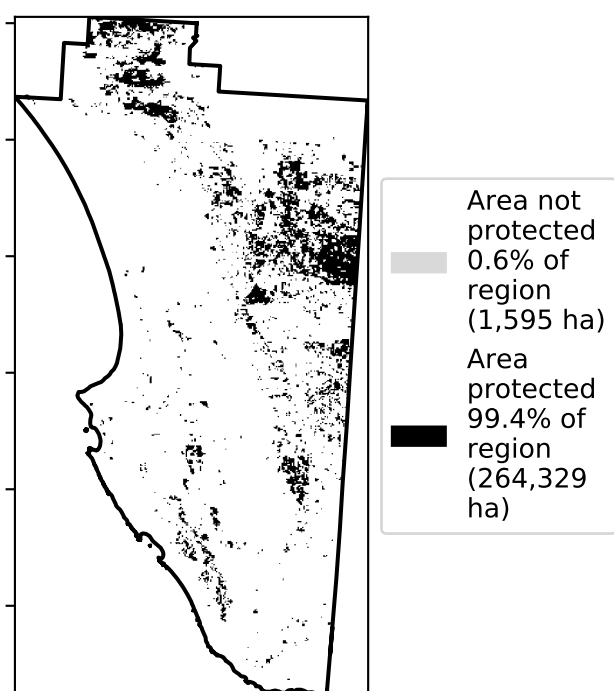 Area not
protected
0.6% of
region
(1,595 ha)
Area
protected
99.4% of
region
(264,329
ha)